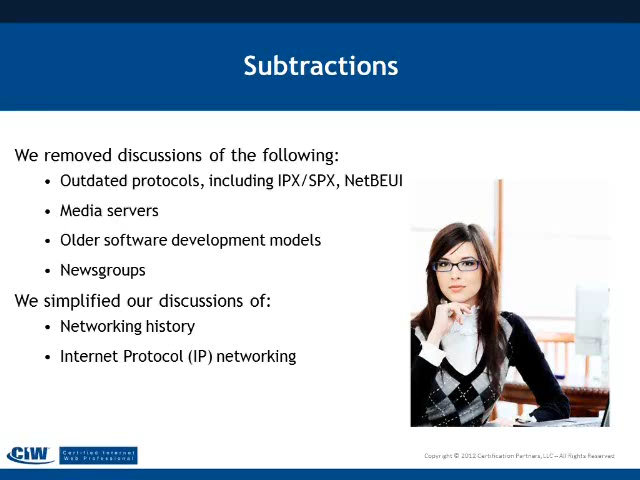 Subtractions
We removed discussions of the following:
• Outdated protocols, including IPX/SPX, NetBEUI
• Media servers
• Older software development models
• Newsgroups
We simplified our discussions of:
• Networking history
• Internet Protocol (IP) networking
CIW
Certified Internet
Web Professional
Copyright © 2012 Certification Partners, LLC – All Rights Reserved